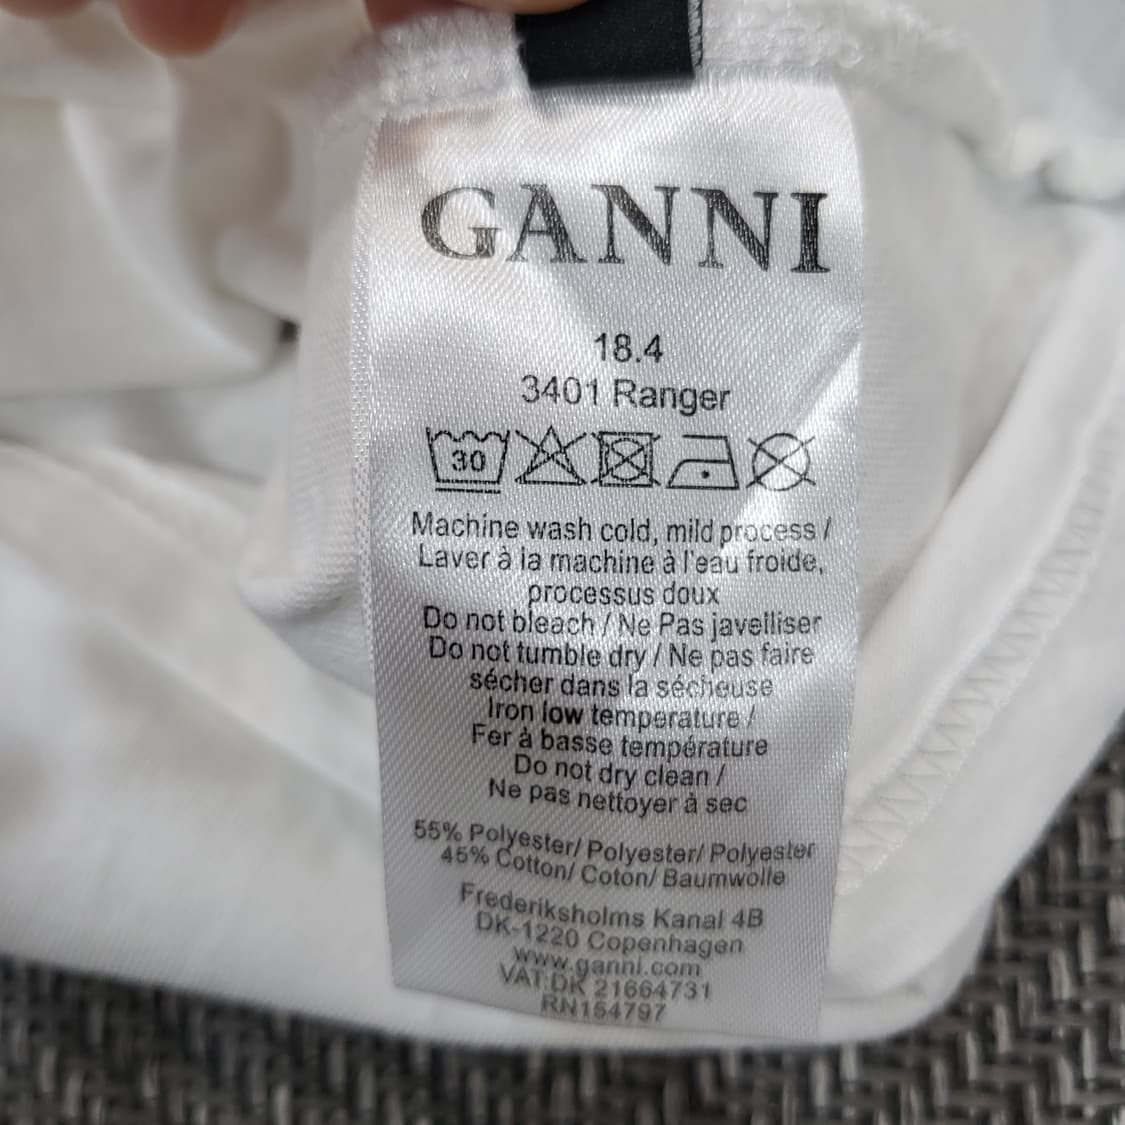 GANNI
18.4
3401 Ranger
30
Machine wash cold, mild process /
Laver à la machine à l'eau froide,
processus doux
Do not bleach / Ne Pas javelliser
Do not tumble dry / Ne pas faire
sécher dans la sécheuse
Iron low temperature /
Fer à basse température
Do not dry clean /
Ne pas nettoyer à sec
55% Polyester/ Polyester/ Polyester
45% Cotton/ Coton/ Baumwolle
Frederiksholms Kanal 4B
DK-1220 Copenhagen
www.ganni.com
VAT:DK 21664731
RN154797